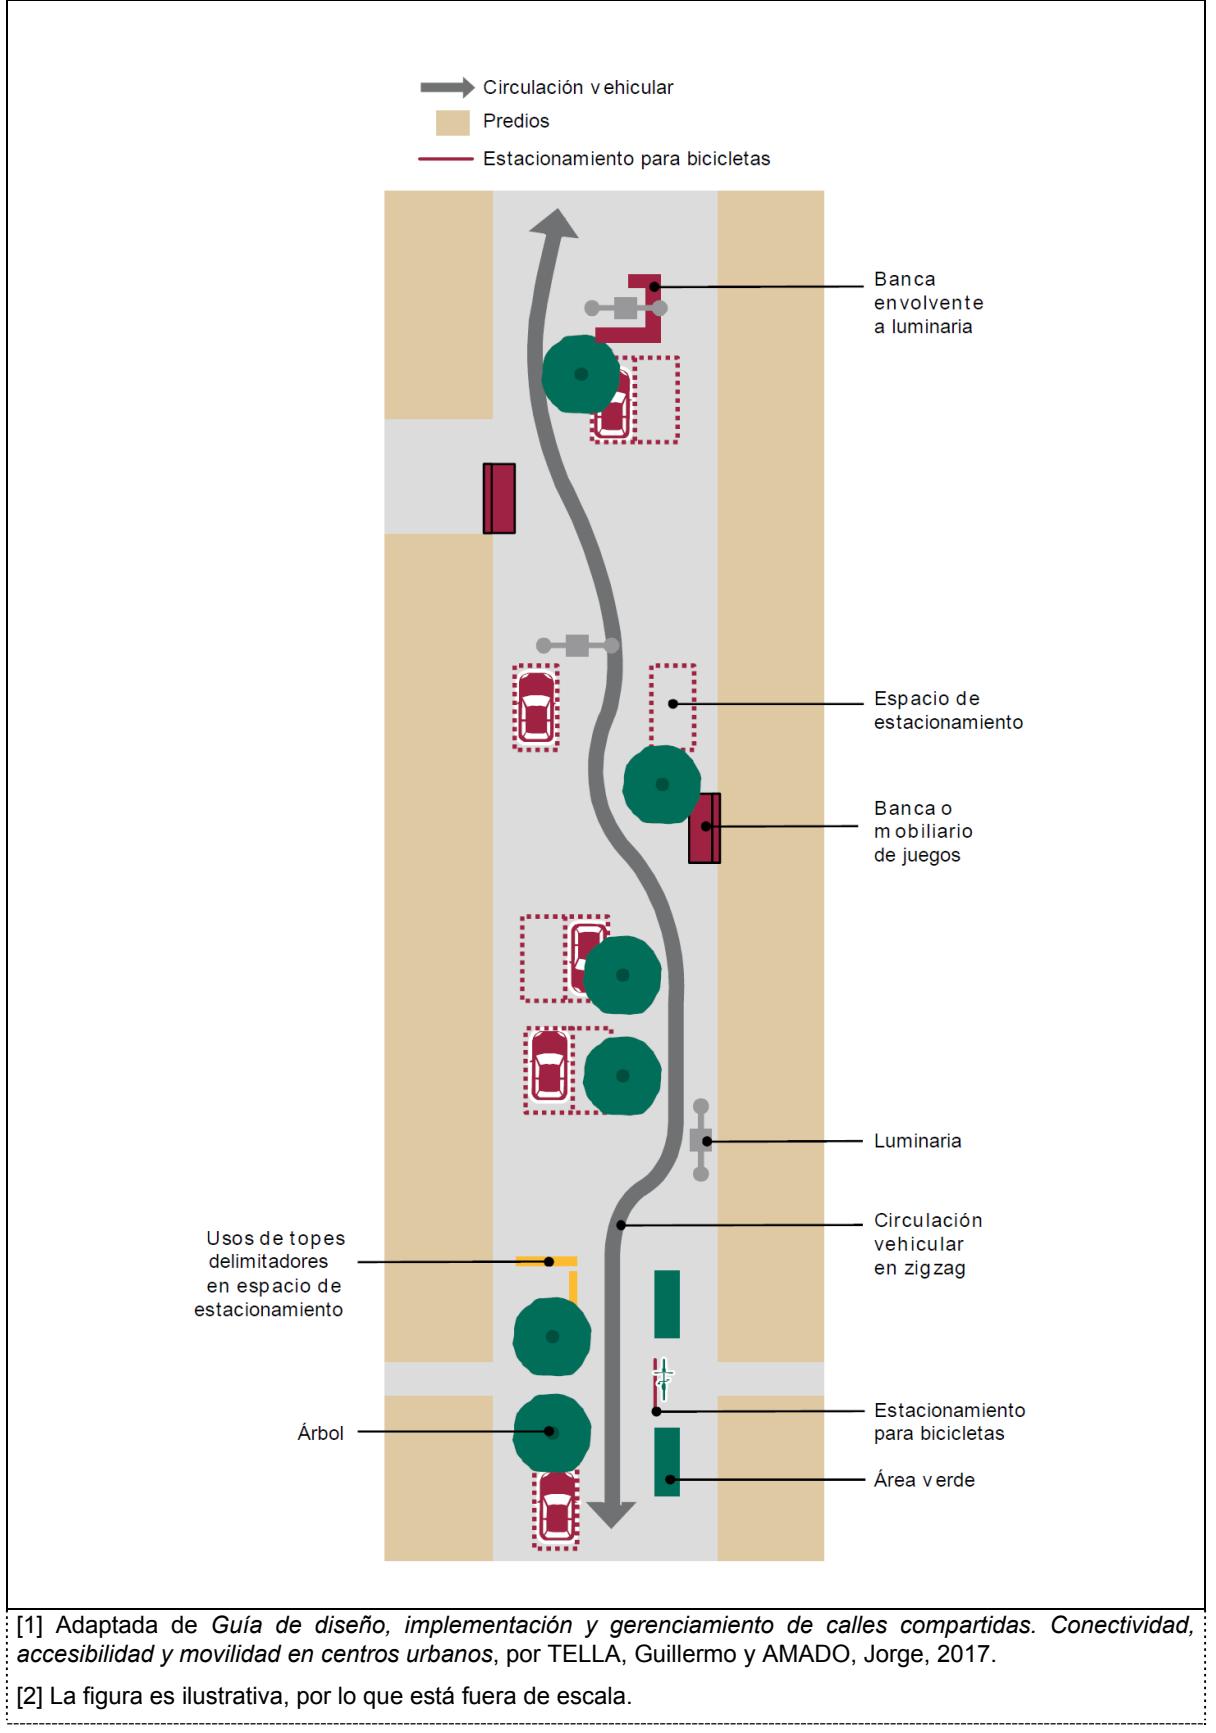 Circulación vehicular
Predios
Estacionamiento para bicicletas
Banca
envolvente
a luminaria
Espacio de
estacionamiento
Banca o
mobiliario
de juegos
Luminaria
Circulación
vehicular
en zigzag
Usos de topes
delimitadores
en espacio de
estacionamiento
Estacionamiento
para bicicletas
Árbol
Área verde
[1] Adaptada de Guía de diseño, implementación y gerenciamiento de calles compartidas. Conectividad,
accesibilidad y movilidad en centros urbanos, por TELLA, Guillermo y AMADO, Jorge, 2017.
[2] La figura es ilustrativa, por lo que está fuera de escala.